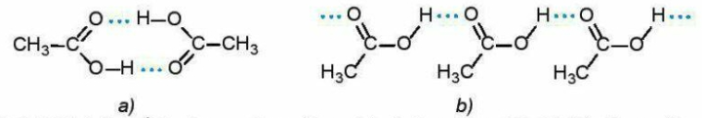 O ••• H–O
CH₃–C C–CH₃
O–H ••• O
a)
••• O H ••• O H ••• O H •••
C O C O C O
H₃C H₃C H₃C
b)